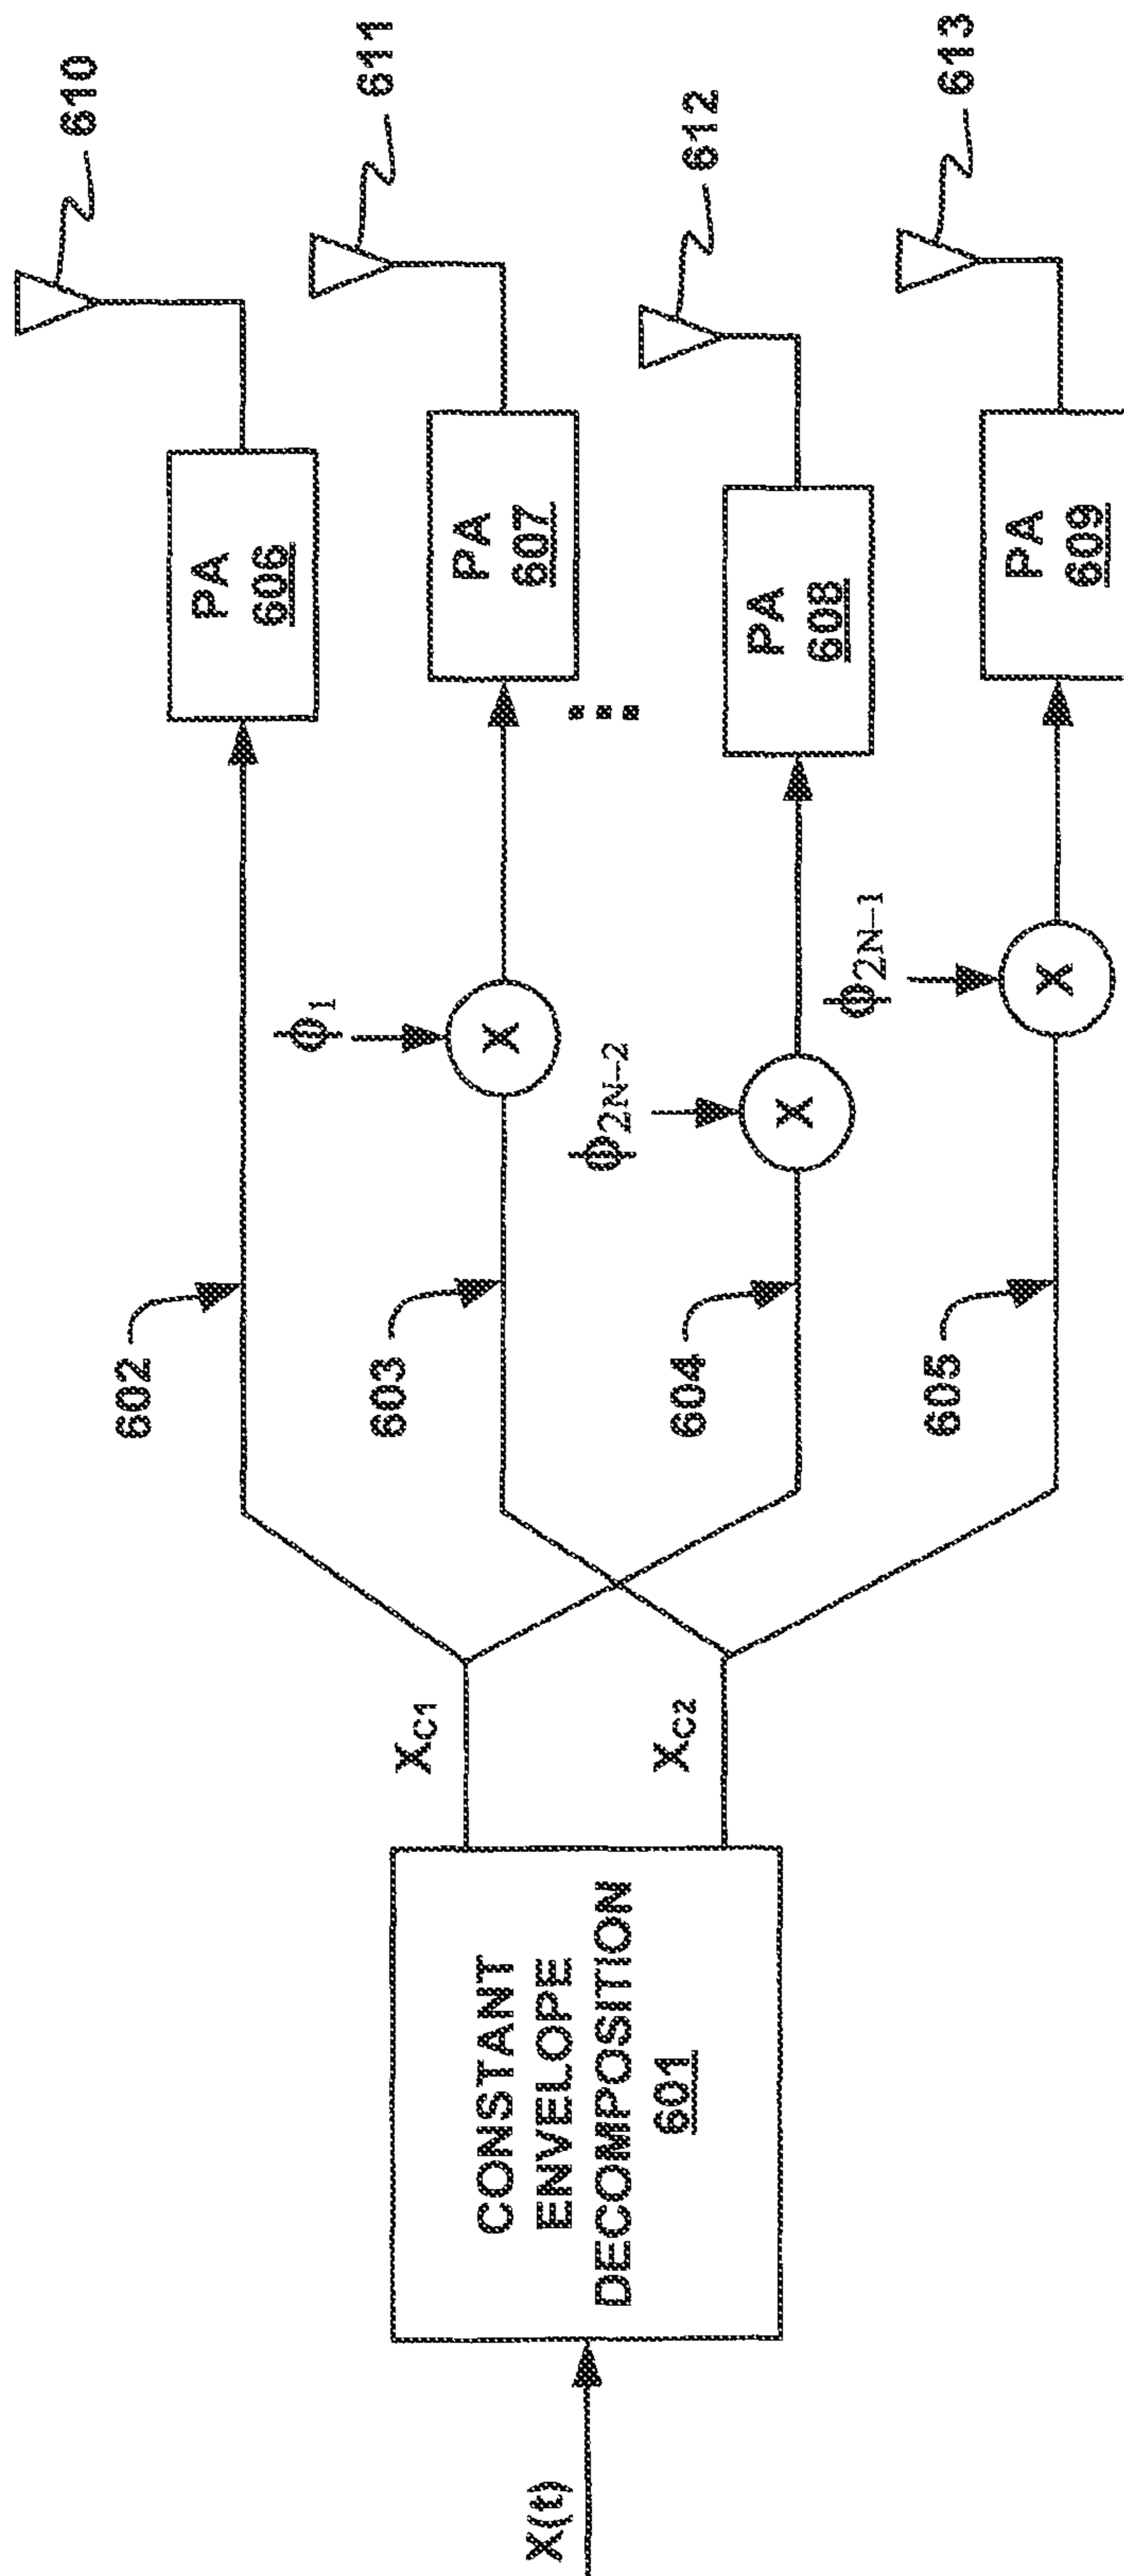 X(t)
CONSTANT
ENVELOPE
DECOMPOSITION
601
XC1
XC2
602
603
604
605
ϕ1
ϕ2N-2
ϕ2N-1
X
X
X
PA
606
PA
607
...
PA
608
PA
609
610
611
612
613